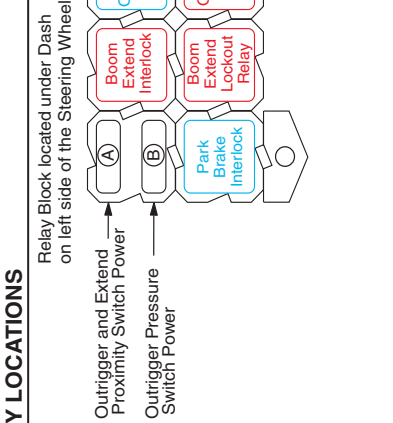 Y LOCATIONS
Relay Block located under Dash
on left side of the Steering Wheel
Outrigger and Extend
Proximity Switch Power
Outrigger Pressure
Switch Power
A
B
Boom
Extend
Interlock
Boom
Extend
Lockout
Relay
Park
Brake
Interlock